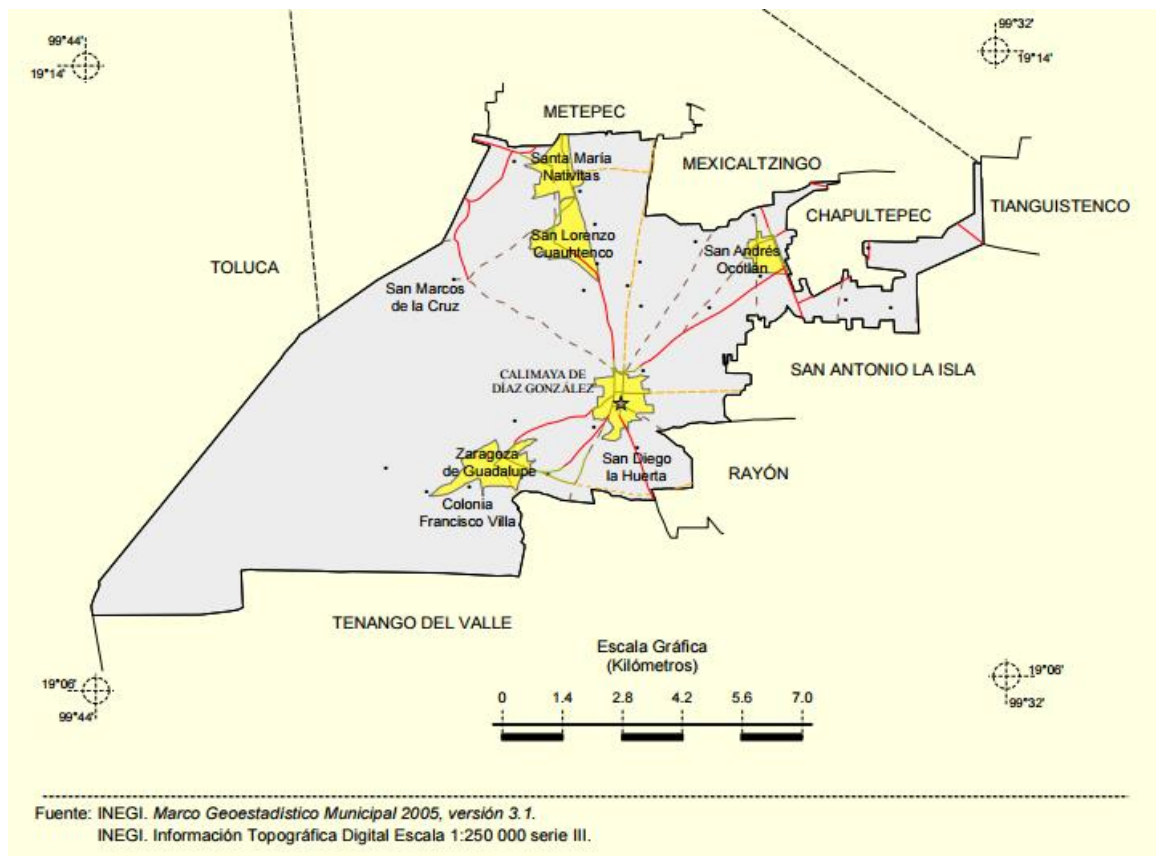 99°44'
19°14'
99°32'
19°14'
METEPEC
Santa María
Nativitas
MEXICALTZINGO
CHAPULTEPEC
TIANGUISTENCO
San Lorenzo
Cuauhtenco
San Andrés
Ocotlán
TOLUCA
San Marcos
de la Cruz
CALIMAYA DE
DÍAZ GONZÁLEZ
SAN ANTONIO LA ISLA
Zaragoza
de Guadalupe
San Diego
la Huerta
RAYÓN
Colonia
Francisco Villa
TENANGO DEL VALLE
Escala Gráfica
(Kilómetros)
0 1.4 2.8 4.2 5.6 7.0
19°06'
99°44'
19°06'
99°32'
Fuente: INEGI. Marco Geoestadístico Municipal 2005, versión 3.1.
INEGI. Información Topográfica Digital Escala 1:250 000 serie III.